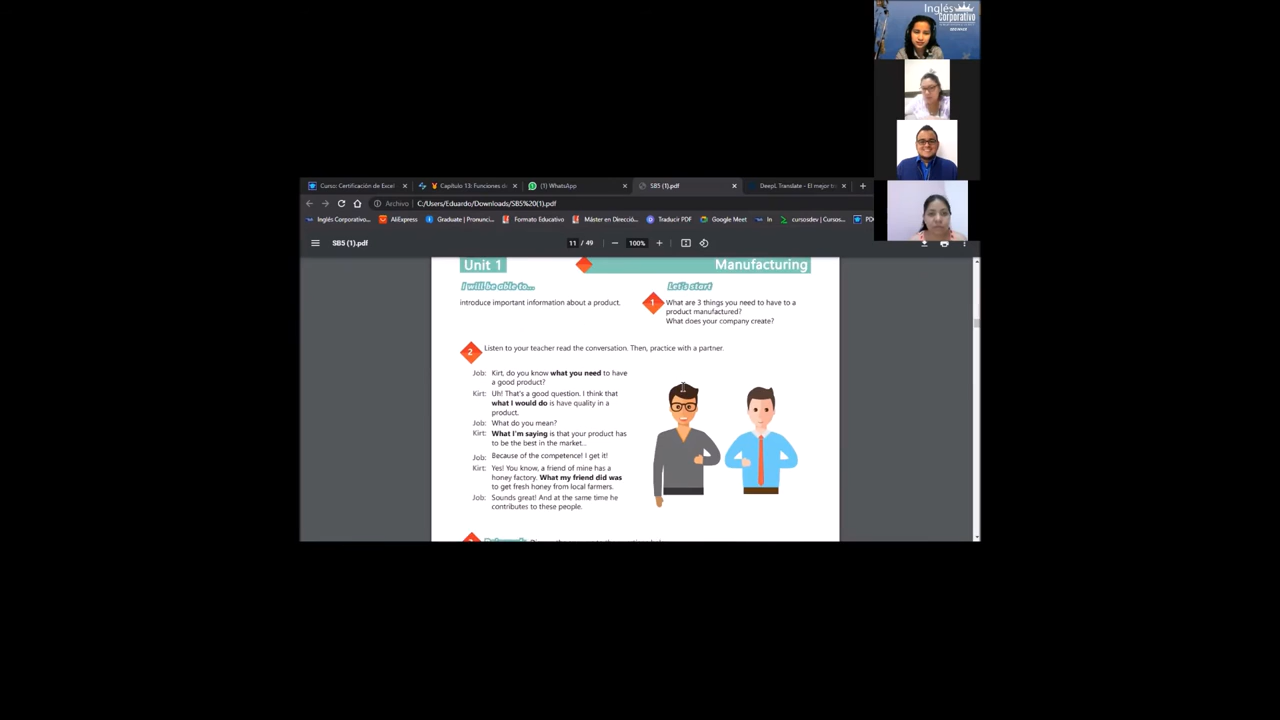 Inglés
Corporativo
Curso: Certificación de Excel
Capítulo 13: Funciones de
(1) WhatsApp
SB5 (1).pdf
DeepL Translate - El mejor tr
Archivo
C:/Users/Eduardo/Downloads/SB5%20(1).pdf
Inglés Corporativo...
AliExpress
Graduate | Pronunci...
Formato Educativo
Máster en Direcció...
Traducir PDF
Google Meet
In
cursosdev | Cursos...
SB5 (1).pdf
11 / 49
100%
Unit 1
Manufacturing
I will be able to...
introduce important information about a product.
Let's start
1
What are 3 things you need to have to a
product manufactured?
What does your company create?
2
Listen to your teacher read the conversation. Then, practice with a partner.
Job: Kirt, do you know what you need to have
a good product?
Kirt: Uh! That's a good question. I think that
what I would do is have quality in a
product.
Job: What do you mean?
Kirt: What I'm saying is that your product has
to be the best in the market...
Job: Because of the competence! I get it!
Kirt: Yes! You know, a friend of mine has a
honey factory. What my friend did was
to get fresh honey from local farmers.
Job: Sounds great! And at the same time he
contributes to these people.